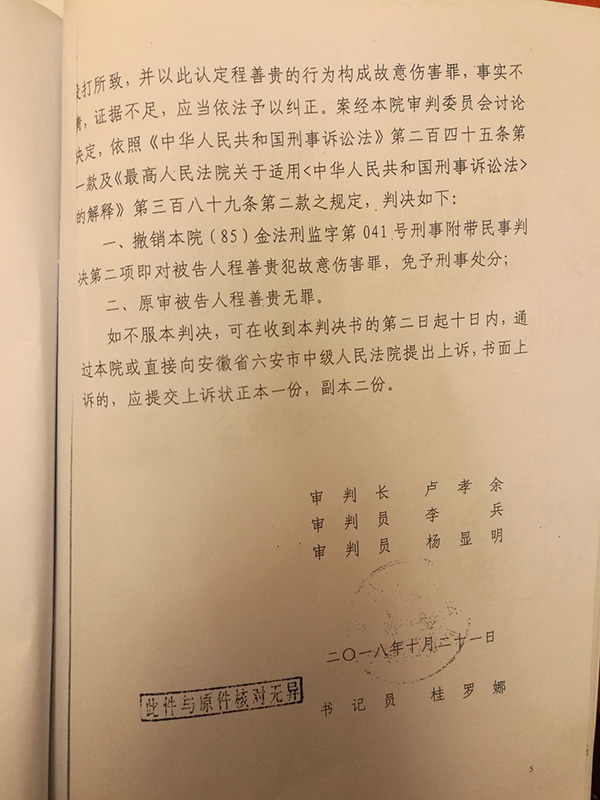 打所致，并以此认定程善贵的行为构成故意伤害罪，事实不
，证据不足，应当依法予以纠正。案经本院审判委员会讨论
决定，依照《中华人民共和国刑事诉讼法》第二百四十五条第
一款及《最高人民法院关于适用<中华人民共和国刑事诉讼法>
的解释》第三百八十九条第二款之规定，判决如下：
一、撤销本院（85）金法刑监字第041号刑事附带民事判
决第二项即对被告人程善贵犯故意伤害罪，免予刑事处分；
二、原审被告人程善贵无罪。
如不服本判决，可在收到本判决书的第二日起十日内，通
过本院或直接向安徽省六安市中级人民法院提出上诉，书面上
诉的，应提交上诉状正本一份，副本二份。
审判长 卢孝余
审判员 李兵
审判员 杨显明
二〇一八年十月二十一日
此件与原件核对无异
书记员 桂罗娜
5